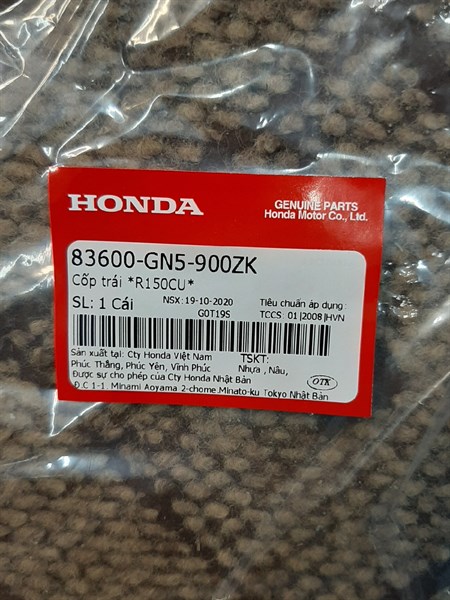 HONDA
GENUINE PARTS
Honda Motor Co., Ltd.
83600-GN5-900ZK
Cốp trái *R150CU*
SL: 1 Cái
NSX: 19-10-2020
Tiêu chuẩn áp dụng :
G0T19S
TCCS 01|2008|HVN
Sản xuất tại: Cty Honda Việt Nam
TSKT:
Phúc Thắng, Phúc Yên, Vĩnh Phúc
Nhựa , Nâu,
Được sự cho phép của Cty Honda Nhật Bản
OTK
Đ.C 1-1 Minami Aoyama 2-chome.Minato-ku Tokyo Nhật Bản